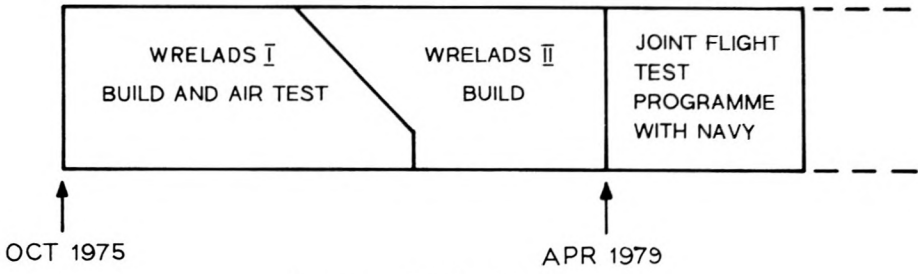 WRELADS I
BUILD AND AIR TEST
WRELADS II
BUILD
JOINT FLIGHT
TEST
PROGRAMME
WITH NAVY
OCT 1975
APR 1979